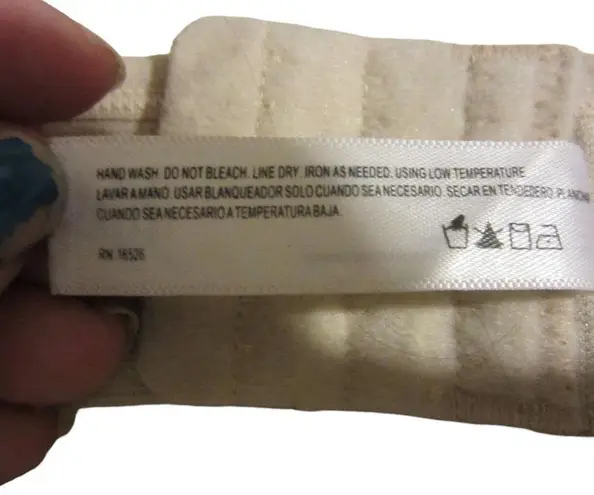 HAND WASH. DO NOT BLEACH. LINE DRY. IRON AS NEEDED. USING LOW TEMPERATURE
LAVAR A MANO. USAR BLANQUEADOR SOLO CUANDO SEA NECESARIO. SECAR EN TENDEDERO. PLANCHA
CUANDO SEA NECESARIO A TEMPERATURA BAJA.
RN 16526